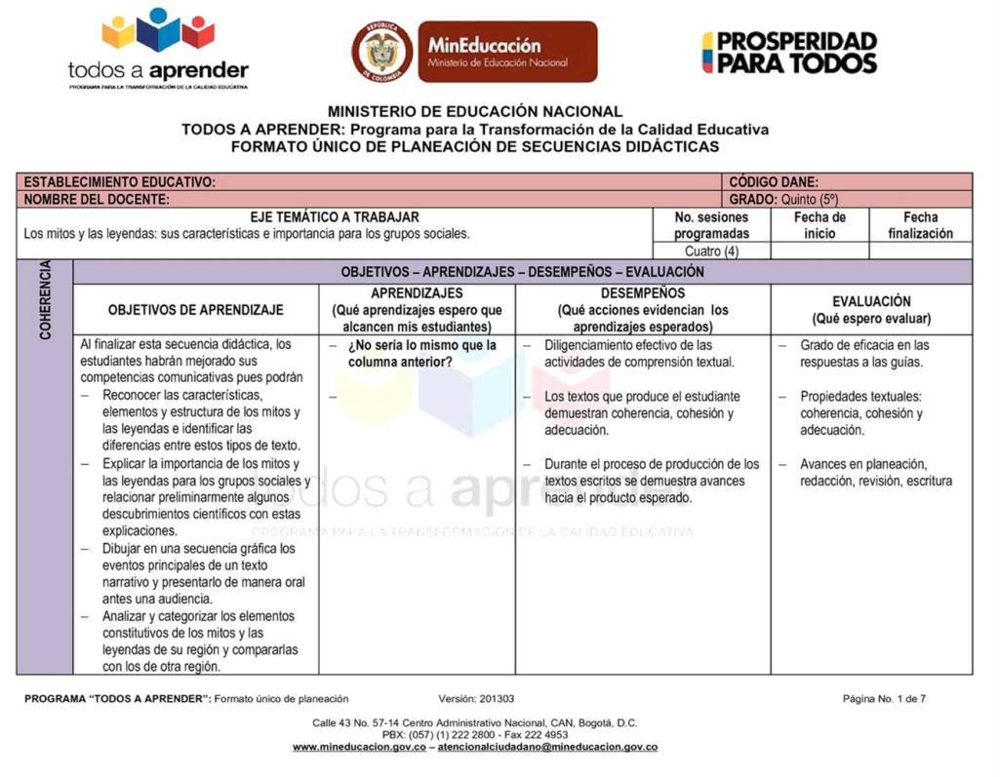 todos a aprender
PROGRAMA PARA LA TRANSFORMACIÓN DE LA CALIDAD EDUCATIVA
REPÚBLICA
DE COLOMBIA
MinEducación
Ministerio de Educación Nacional
PROSPERIDAD
PARA TODOS
MINISTERIO DE EDUCACIÓN NACIONAL
TODOS A APRENDER: Programa para la Transformación de la Calidad Educativa
FORMATO ÚNICO DE PLANEACIÓN DE SECUENCIAS DIDÁCTICAS
ESTABLECIMIENTO EDUCATIVO:
CÓDIGO DANE:
NOMBRE DEL DOCENTE:
GRADO: Quinto (5º)
EJE TEMÁTICO A TRABAJAR
Los mitos y las leyendas: sus características e importancia para los grupos sociales.
No. sesiones
programadas
Cuatro (4)
Fecha de
inicio
Fecha
finalización
COHERENCIA
OBJETIVOS – APRENDIZAJES – DESEMPEÑOS – EVALUACIÓN
OBJETIVOS DE APRENDIZAJE
APRENDIZAJES
(Qué aprendizajes espero que
alcancen mis estudiantes)
DESEMPEÑOS
(Qué acciones evidencian los
aprendizajes esperados)
EVALUACIÓN
(Qué espero evaluar)
Al finalizar esta secuencia didáctica, los
estudiantes habrán mejorado sus
competencias comunicativas pues podrán
– Reconocer las características,
elementos y estructura de los mitos y
las leyendas e identificar las
diferencias entre estos tipos de texto.
– Explicar la importancia de los mitos y
las leyendas para los grupos sociales y
relacionar preliminarmente algunos
descubrimientos científicos con estas
explicaciones.
– Dibujar en una secuencia gráfica los
eventos principales de un texto
narrativo y presentarlo de manera oral
antes una audiencia.
– Analizar y categorizar los elementos
constitutivos de los mitos y las
leyendas de su región y compararlas
con los de otra región.
– ¿No sería lo mismo que la
columna anterior?
–
– Diligenciamiento efectivo de las
actividades de comprensión textual.
– Los textos que produce el estudiante
demuestran coherencia, cohesión y
adecuación.
– Durante el proceso de producción de los
textos escritos se demuestra avances
hacia el producto esperado.
– Grado de eficacia en las
respuestas a las guías.
– Propiedades textuales:
coherencia, cohesión y
adecuación.
– Avances en planeación,
redacción, revisión, escritura
todos a aprender
PROGRAMA PARA LA TRANSFORMACIÓN DE LA CALIDAD EDUCATIVA
PROGRAMA “TODOS A APRENDER”: Formato único de planeación
Versión: 201303
Página No. 1 de 7
Calle 43 No. 57-14 Centro Administrativo Nacional, CAN, Bogotá, D.C.
PBX: (057) (1) 222 2800 - Fax 222 4953
www.mineducacion.gov.co – atencionalciudadano@mineducacion.gov.co